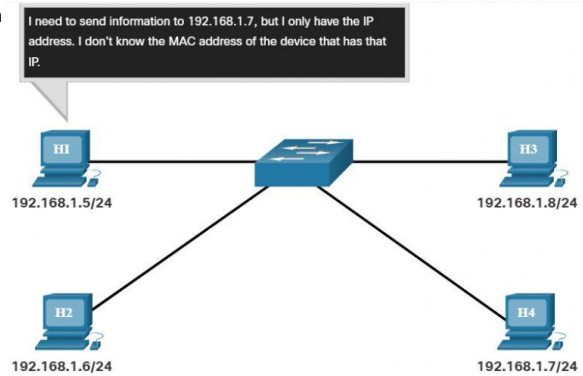 I need to send information to 192.168.1.7, but I only have the IP
address. I don't know the MAC address of the device that has that
IP.
H1
H3
192.168.1.5/24
192.168.1.8/24
H2
H4
192.168.1.6/24
192.168.1.7/24